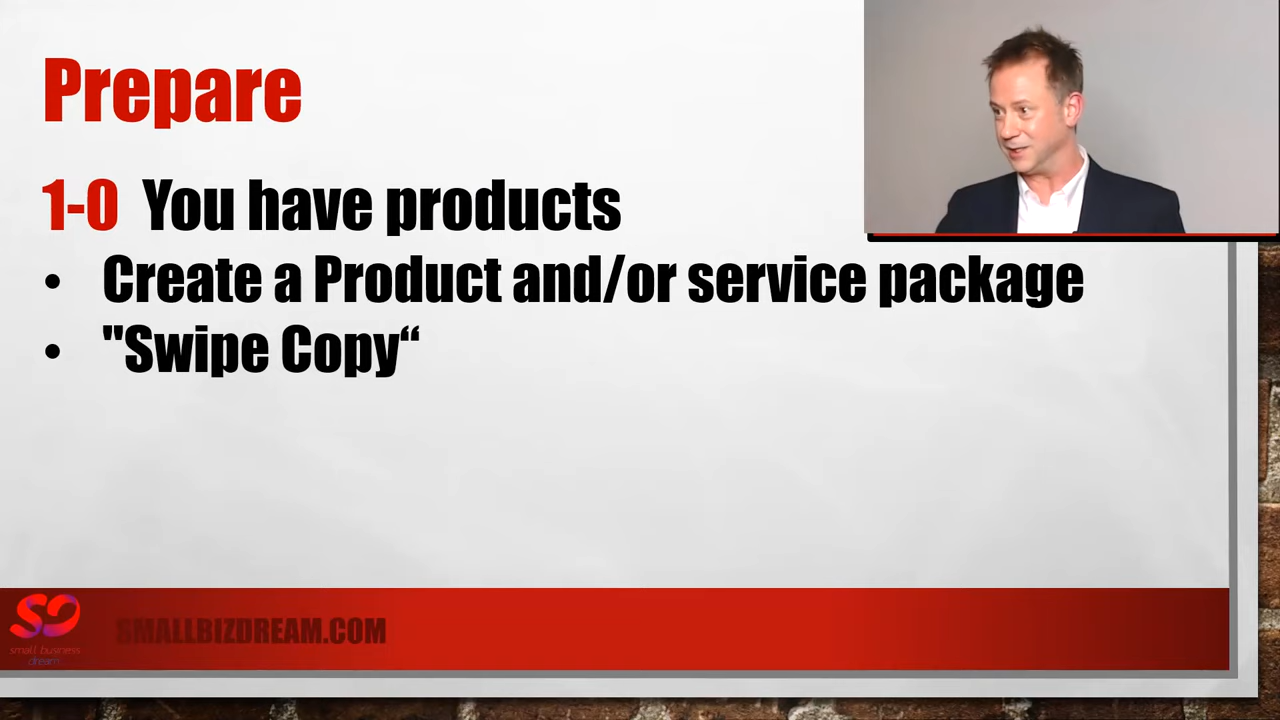 Prepare
1-0 You have products
• Create a Product and/or service package
• "Swipe Copy“
SMALLBIZDREAM.COM
small business
dream